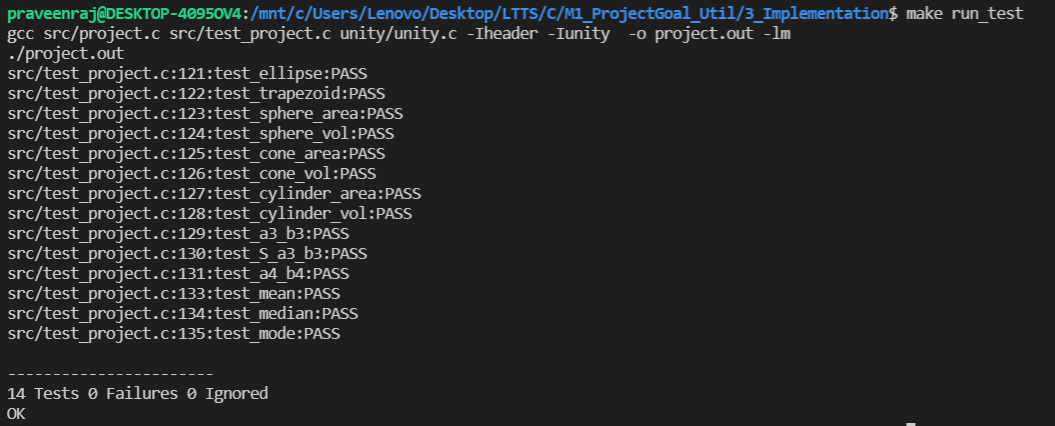 praveenraj@DESKTOP-4095OV4:/mnt/c/Users/Lenovo/Desktop/LTTS/C/M1_ProjectGoal_Util/3_Implementation$ make run_test
gcc src/project.c src/test_project.c unity/unity.c -Iheader -Iunity  -o project.out -lm
./project.out
src/test_project.c:121:test_ellipse:PASS
src/test_project.c:122:test_trapezoid:PASS
src/test_project.c:123:test_sphere_area:PASS
src/test_project.c:124:test_sphere_vol:PASS
src/test_project.c:125:test_cone_area:PASS
src/test_project.c:126:test_cone_vol:PASS
src/test_project.c:127:test_cylinder_area:PASS
src/test_project.c:128:test_cylinder_vol:PASS
src/test_project.c:129:test_a3_b3:PASS
src/test_project.c:130:test_S_a3_b3:PASS
src/test_project.c:131:test_a4_b4:PASS
src/test_project.c:133:test_mean:PASS
src/test_project.c:134:test_median:PASS
src/test_project.c:135:test_mode:PASS
-----------------------
14 Tests 0 Failures 0 Ignored
OK